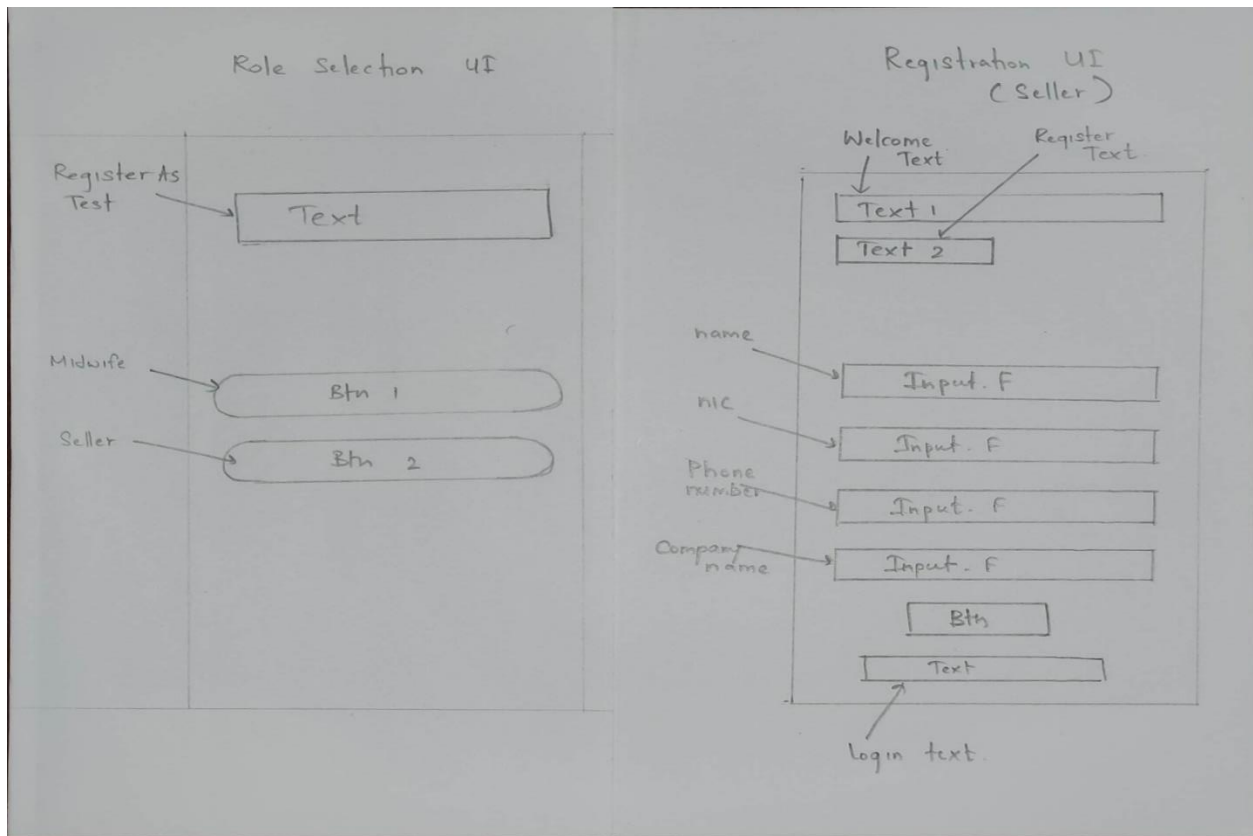 Role Selection UI
Register As
Test
Text
Midwife
Btn 1
Seller
Btn 2
Registration UI
(Seller)
Welcome
Text
Register
Text
Text 1
Text 2
name
Input. F
nic
Input. F
Phone
number
Input. F
Company
name
Input. F
Btn
Text
Login text.